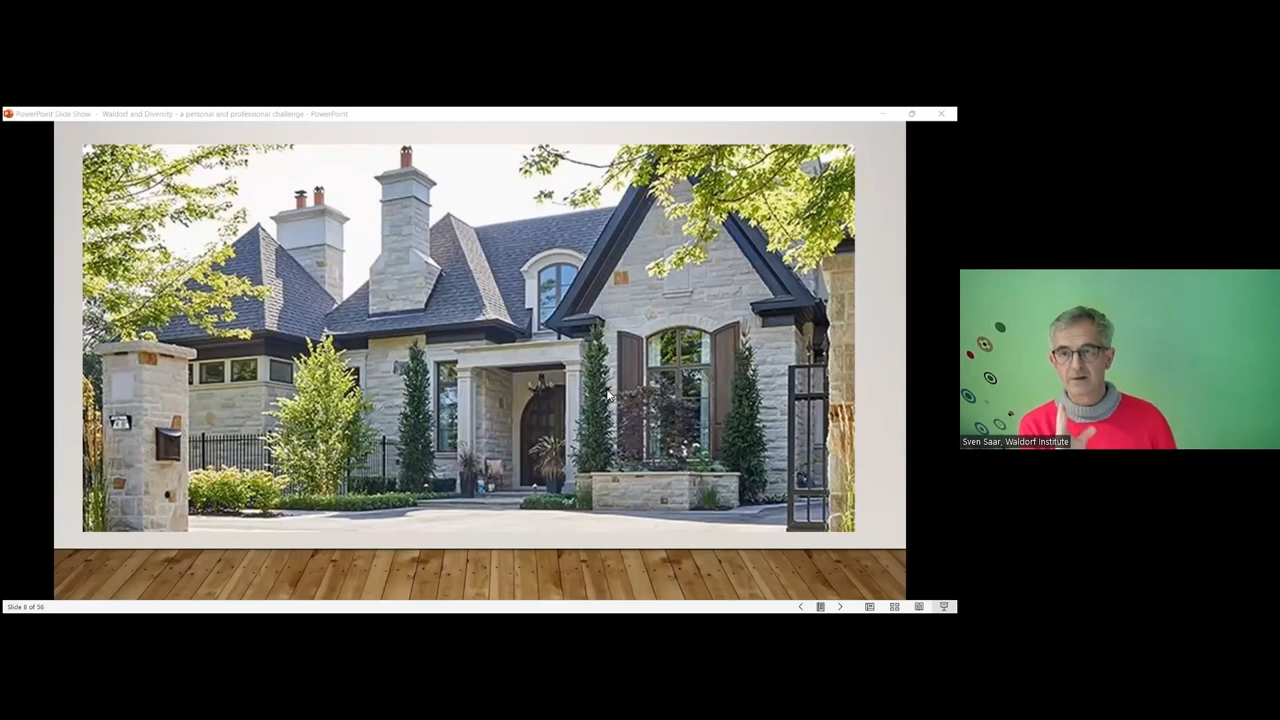 PowerPoint Slide Show - Waldorf and Diversity - a personal and professional challenge - PowerPoint
Sven Saar, Waldorf Institute
Slide 8 of 56